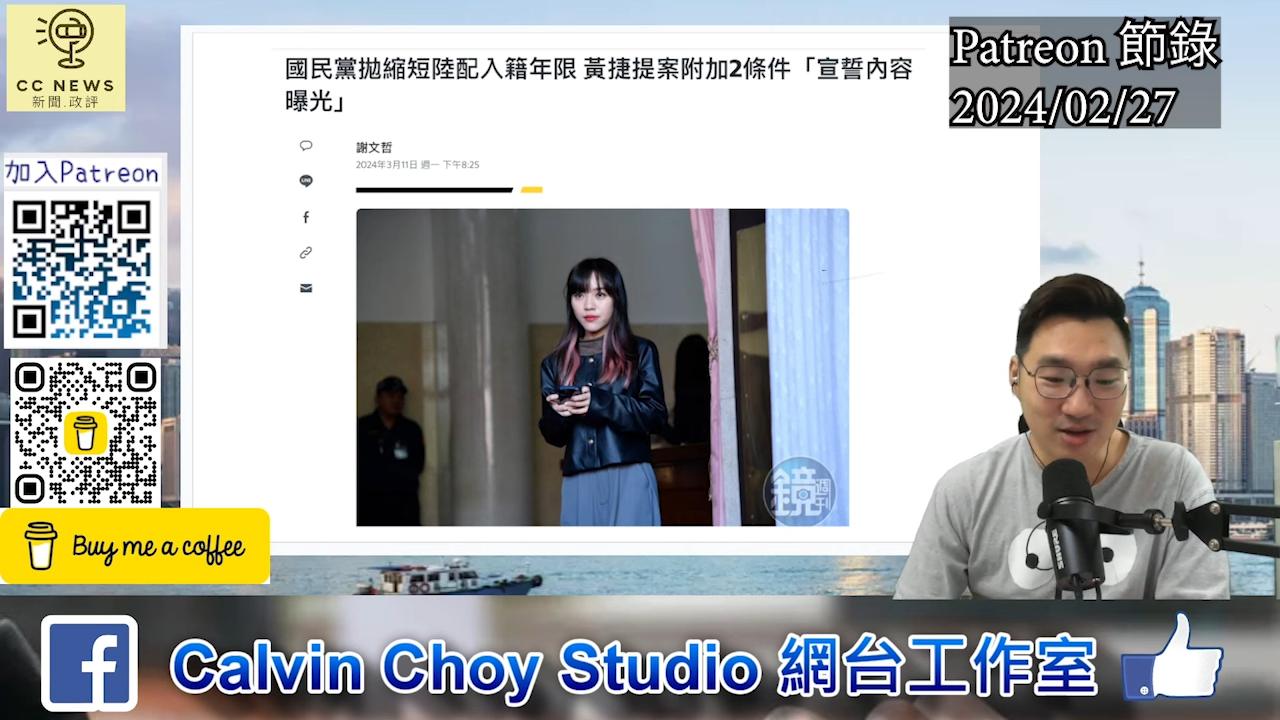 CC NEWS
新聞.政評
加入Patreon
Buy me a coffee
國民黨拋縮短陸配入籍年限 黃捷提案附加2條件「宣誓內容
曝光」
謝文哲
2024年3月11日 週一 下午8:25
LINE
鏡週刊
Patreon 節錄
2024/02/27
SHURE
Calvin Choy Studio 網台工作室